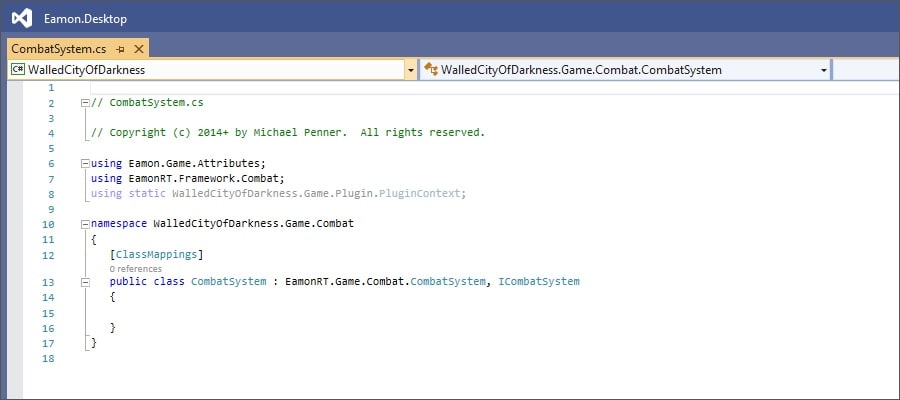 Eamon.Desktop
CombatSystem.cs
C# WalledCityOfDarkness WalledCityOfDarkness.Game.Combat.CombatSystem
1
2 // CombatSystem.cs
3
4 // Copyright (c) 2014+ by Michael Penner.  All rights reserved.
5
6 using Eamon.Game.Attributes;
7 using EamonRT.Framework.Combat;
8 using static WalledCityOfDarkness.Game.Plugin.PluginContext;
9
10 namespace WalledCityOfDarkness.Game.Combat
11 {
12 [ClassMappings]
0 references
13 public class CombatSystem : EamonRT.Game.Combat.CombatSystem, ICombatSystem
14 {
15
16 }
17 }
18